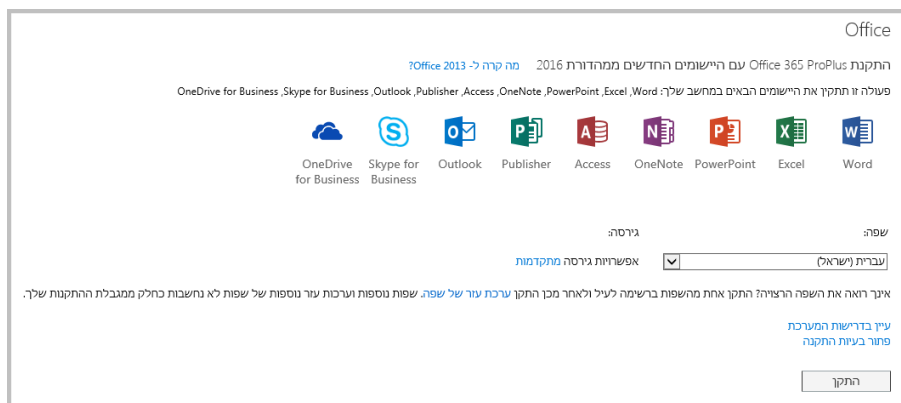 Office
התקנת Office 365 ProPlus עם היישומים החדשים ממהדורת 2016 מה קרה ל- Office 2013?
פעולה זו תתקין את היישומים הבאים במחשב שלך: Word, Excel, PowerPoint, OneNote, Access, Publisher, Outlook, Skype for Business, OneDrive for Business
Word Excel PowerPoint OneNote Access Publisher Outlook Skype for Business OneDrive for Business
שפה: גירסה:
עברית (ישראל) אפשרויות גירסה מתקדמות
אינך רואה את השפה הרצויה? התקן אחת מהשפות ברשימה לעיל ולאחר מכן התקן ערכת עזר של שפה. שפות נוספות וערכות עזר נוספות של שפות לא נחשבות כחלק ממגבלת ההתקנות שלך.
עיין בדרישות המערכת
פתור בעיות התקנה
התקן